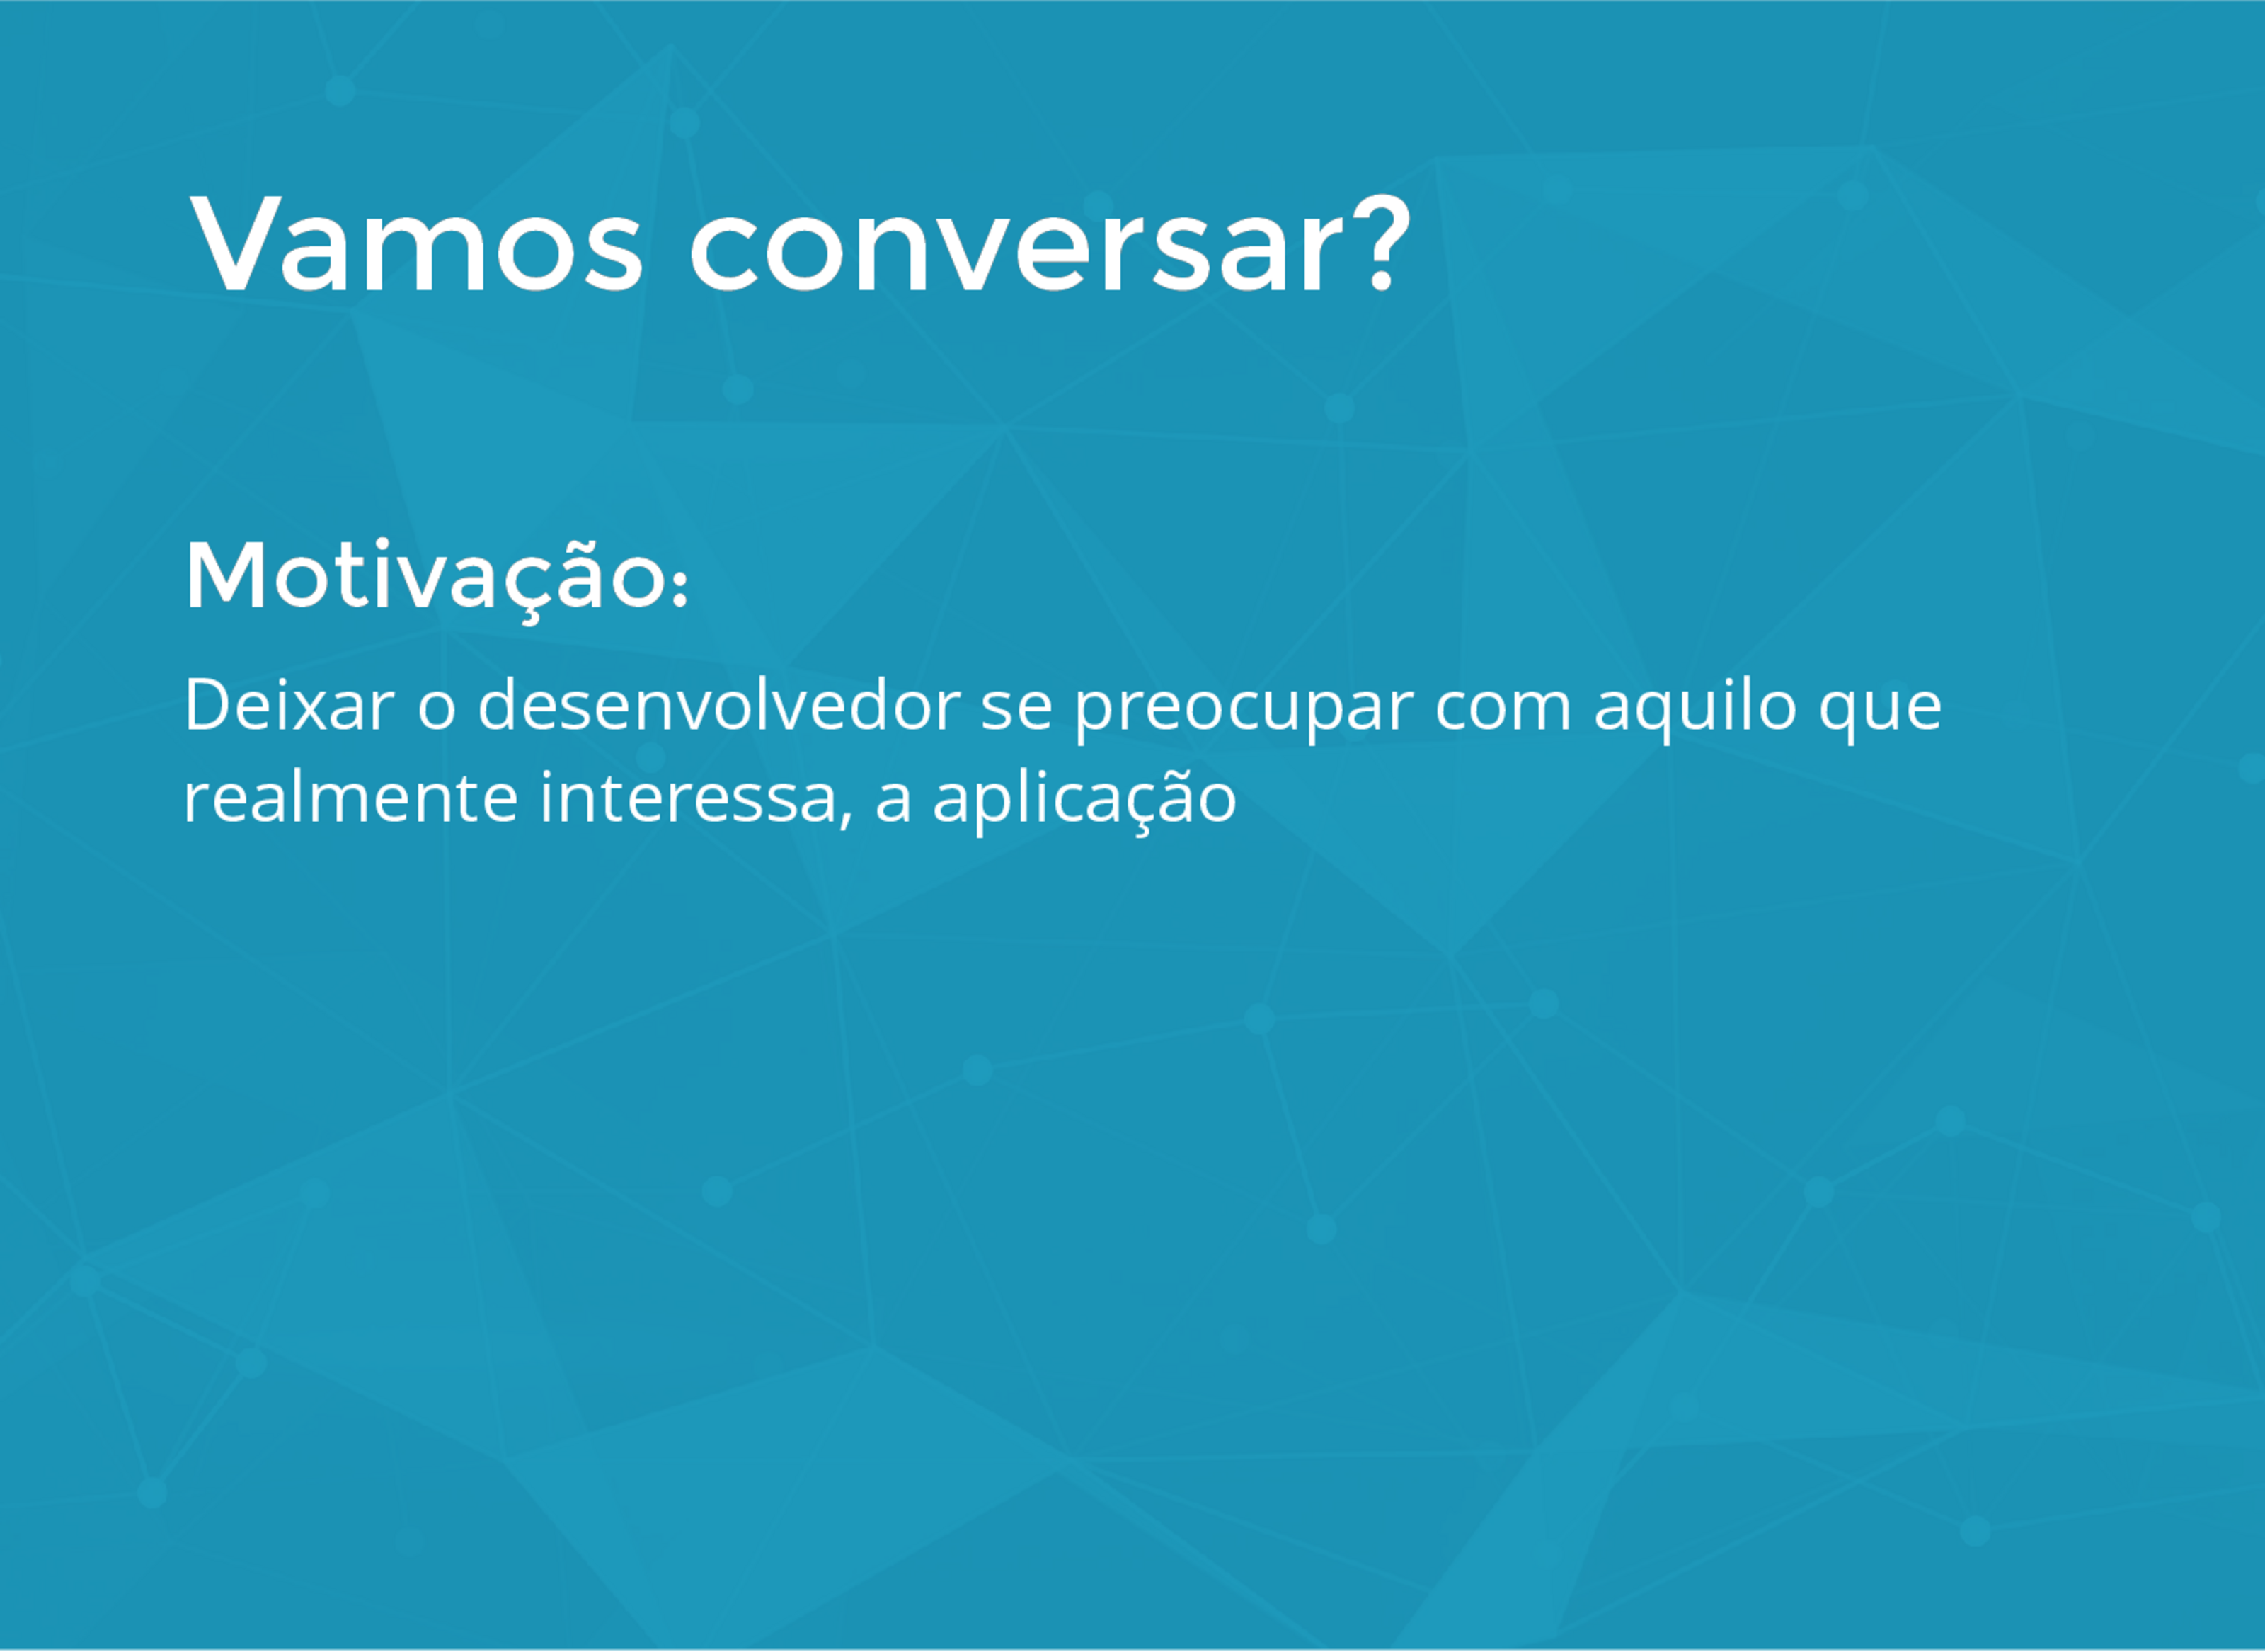 Vamos conversar?
Motivação:
Deixar o desenvolvedor se preocupar com aquilo que
realmente interessa, a aplicação